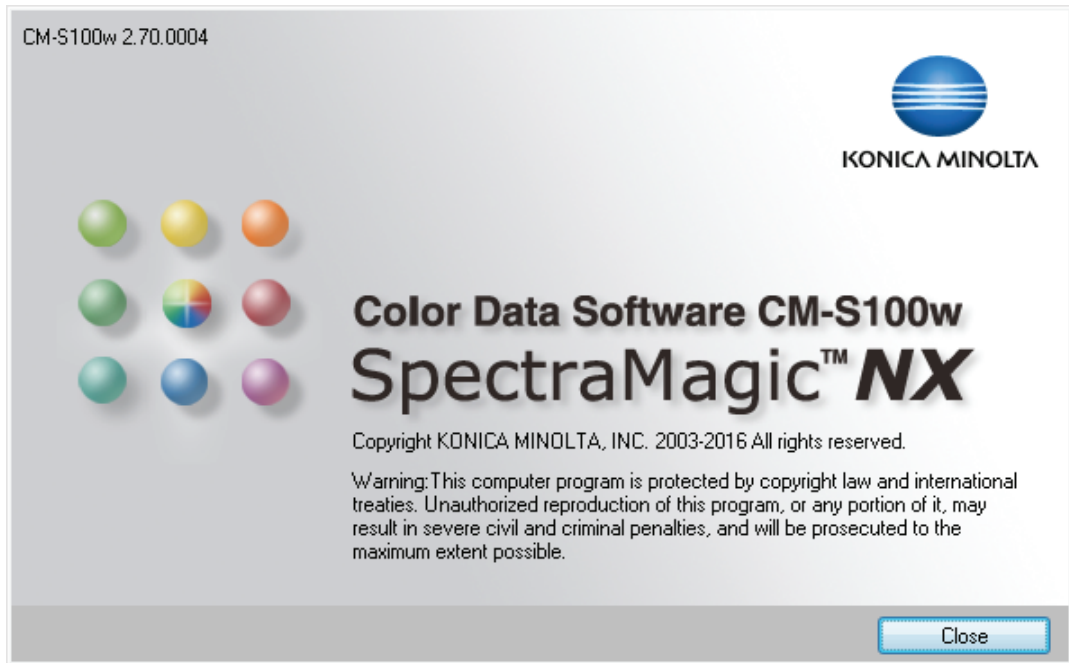 CM-S100w 2.70.0004
KONICA MINOLTA
Color Data Software CM-S100w
SpectraMagic™ NX
Copyright KONICA MINOLTA, INC. 2003-2016 All rights reserved.
Warning:This computer program is protected by copyright law and international
treaties. Unauthorized reproduction of this program, or any portion of it, may
result in severe civil and criminal penalties, and will be prosecuted to the
maximum extent possible.
Close